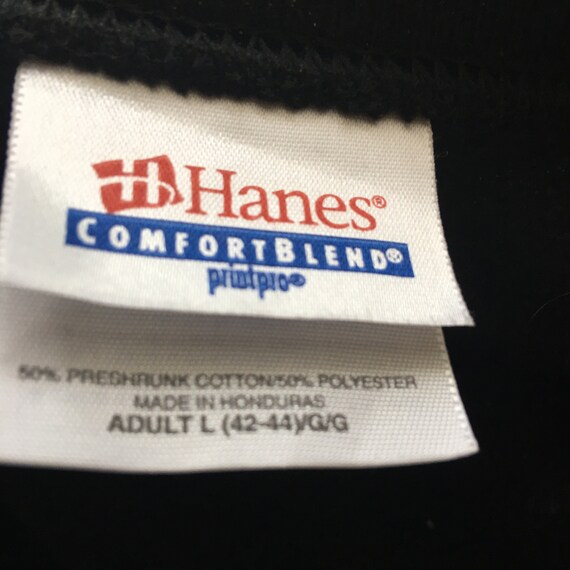 Hanes®
COMFORTBLEND®
printpro®
50% PRESHRUNK COTTON/50% POLYESTER
MADE IN HONDURAS
ADULT L (42-44)/G/G